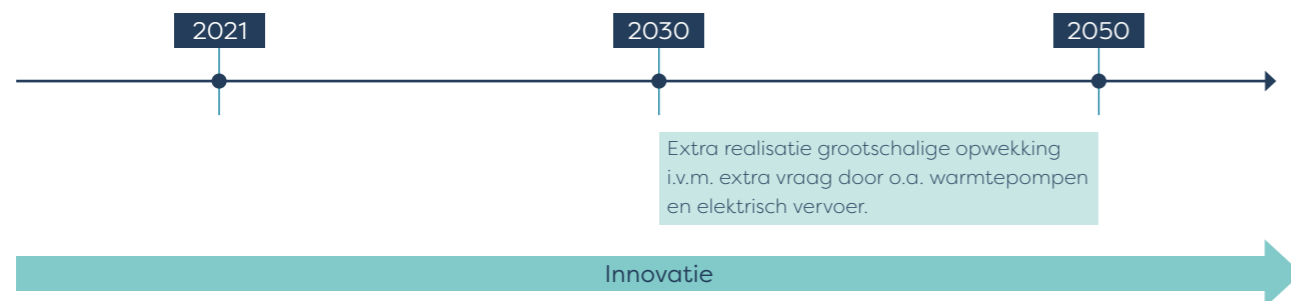 2021
2030
2050
Extra realisatie grootschalige opwekking
i.v.m. extra vraag door o.a. warmtepompen
en elektrisch vervoer.
Innovatie